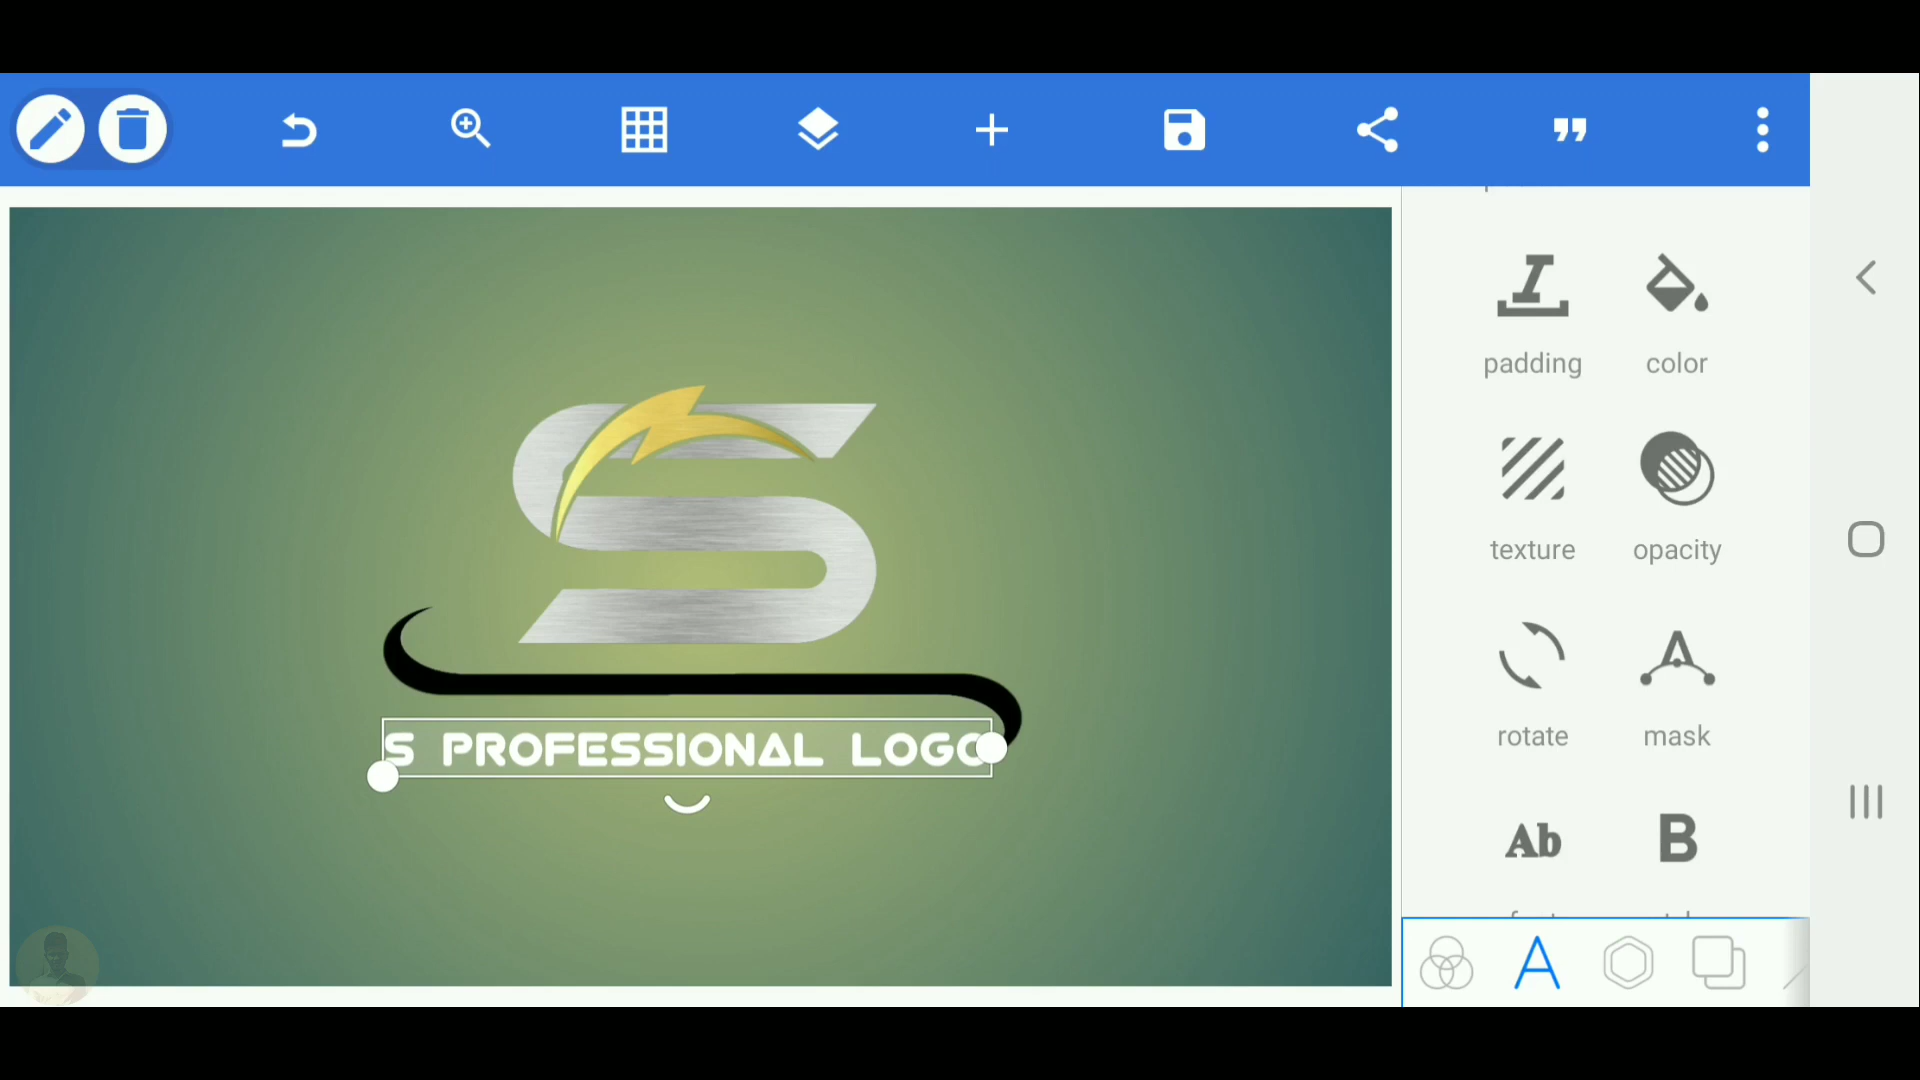 padding color
texture opacity
S
rotate mask
S PROFESSIONAL LOGO
Ab B
A